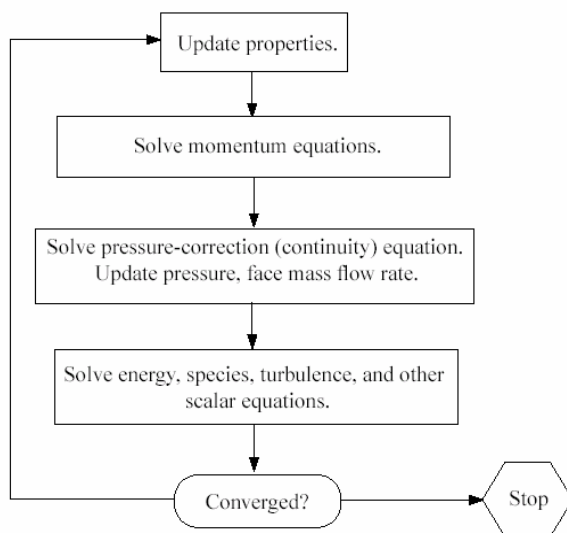 Update properties.
Solve momentum equations.
Solve pressure-correction (continuity) equation.
Update pressure, face mass flow rate.
Solve energy, species, turbulence, and other
scalar equations.
Converged?
Stop